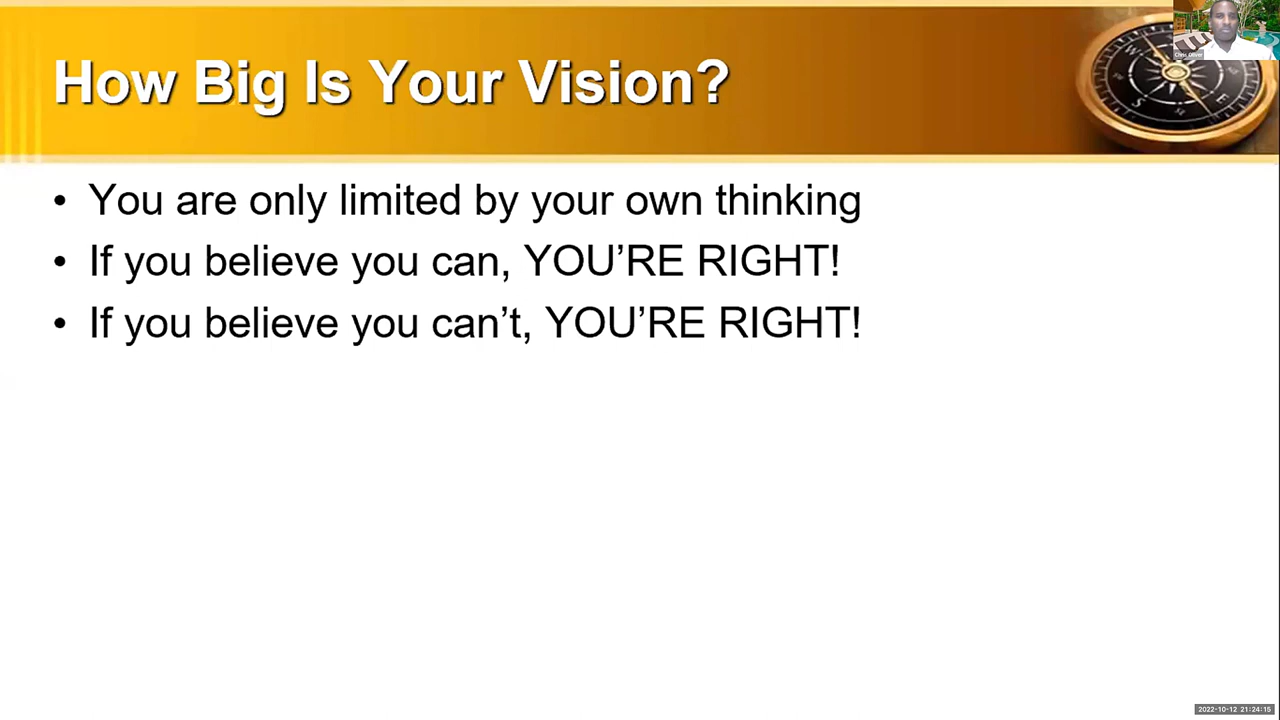 How Big Is Your Vision?
• You are only limited by your own thinking
• If you believe you can, YOU’RE RIGHT!
• If you believe you can’t, YOU’RE RIGHT!
W
S
SE
E
2022-10-12 21:24:15